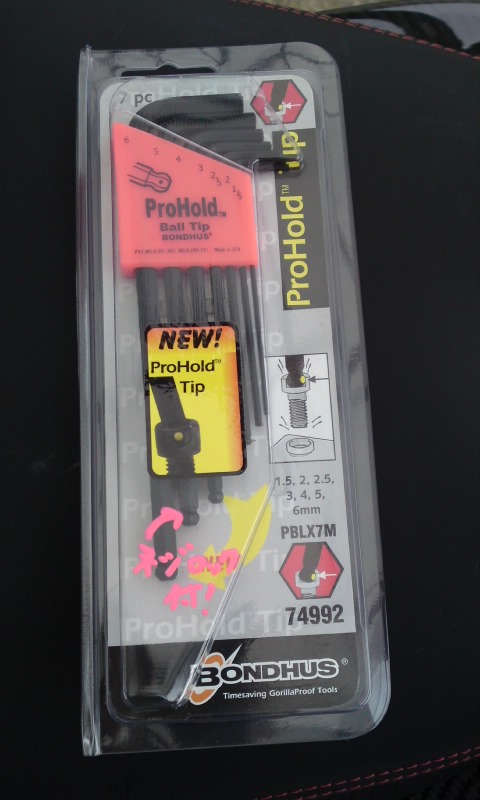 7 pc
6 5 4 3 2.5 2 1.5
ProHold™
Ball Tip
BONDHUS®
ProHold™ Tip
NEW!
ProHold™
Tip
1.5, 2, 2.5,
3, 4, 5,
6mm
PBLX7M
74992
ネジロック
付!
ProHold Tip
BONDHUS®
Timesaving GorillaProof Tools